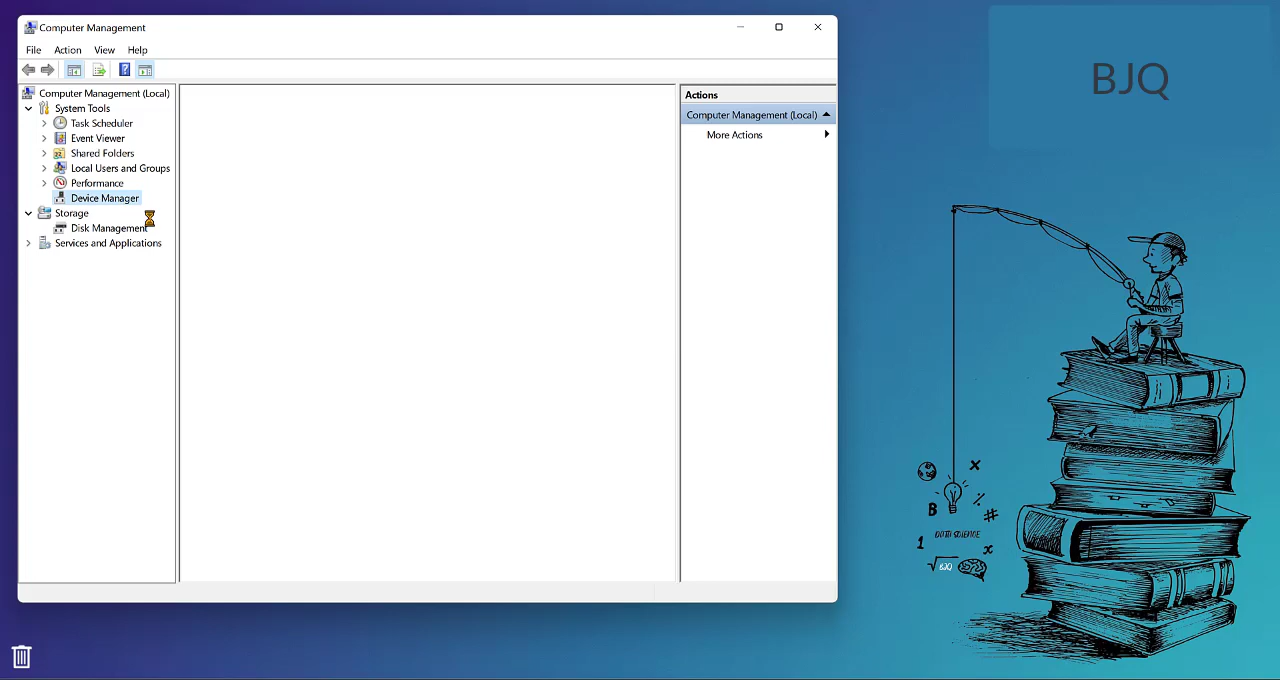 Computer Management
File Action View Help
Computer Management (Local)
System Tools
Task Scheduler
Event Viewer
Shared Folders
Local Users and Groups
Performance
Device Manager
Storage
Disk Management
Services and Applications
Actions
Computer Management (Local)
More Actions
BJQ
B
x
%
#
1
DATA SCIENCE
x
√BJQ